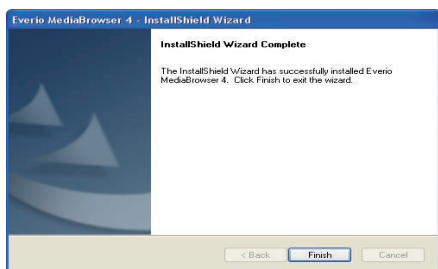 Everio MediaBrowser 4 - InstallShield Wizard
InstallShield Wizard Complete
The InstallShield Wizard has successfully installed Everio
MediaBrowser 4. Click Finish to exit the wizard.
< Back
Finish
Cancel